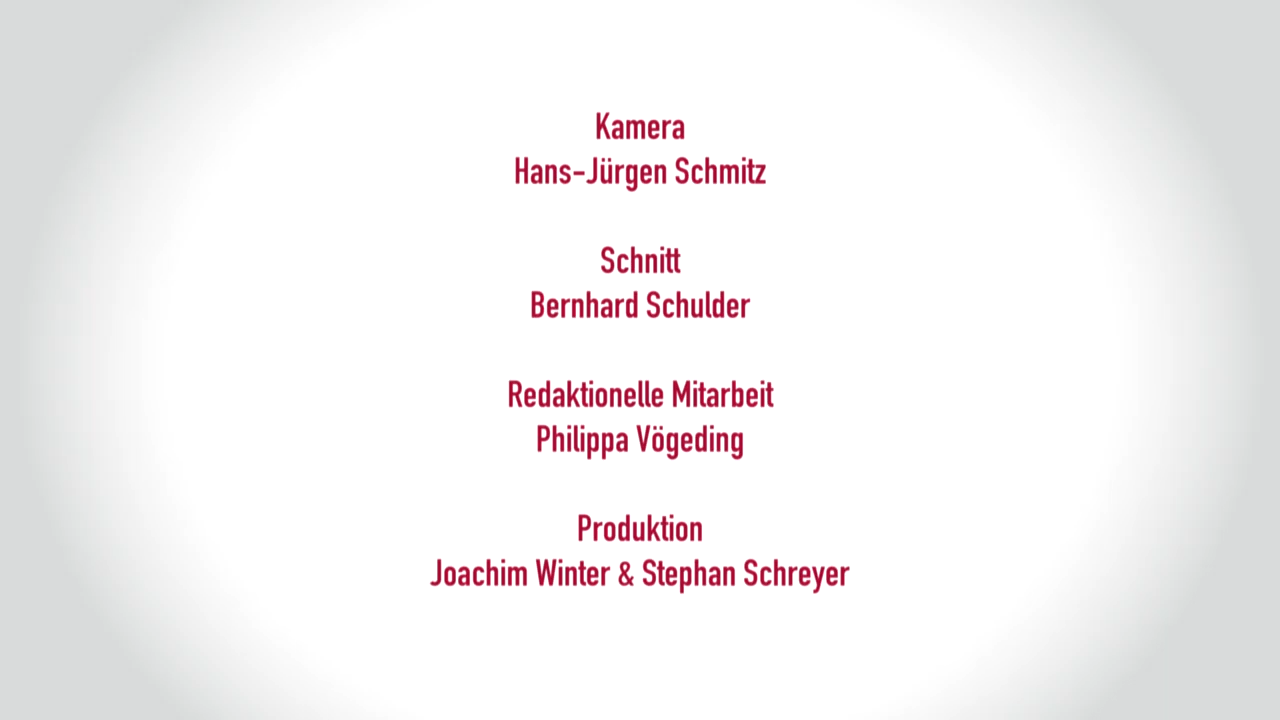 Kamera
Hans-Jürgen Schmitz
Schnitt
Bernhard Schulder
Redaktionelle Mitarbeit
Philippa Vögeding
Produktion
Joachim Winter & Stephan Schreyer